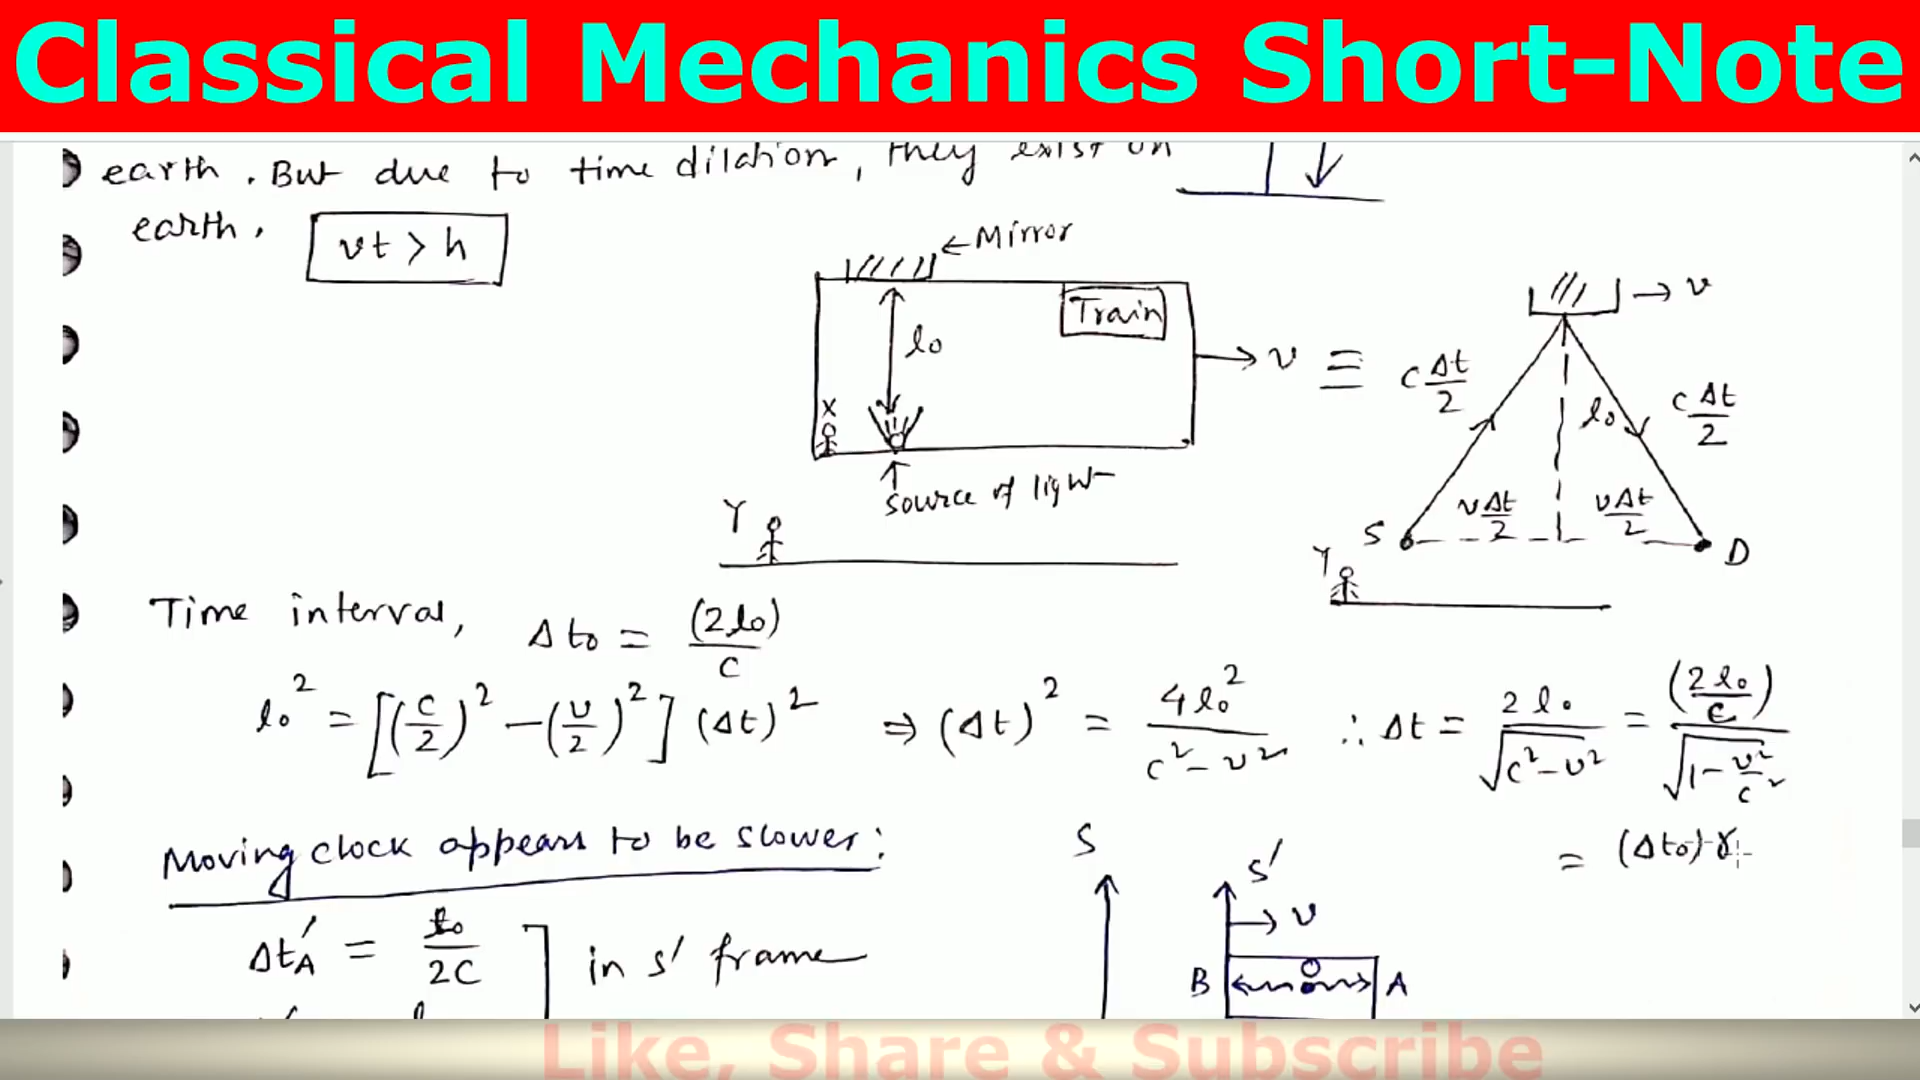 Classical Mechanics Short-Note
earth. But due to time dilation, they exist on
earth.
vt > h
← Mirror
Train
l₀
→ v ≡
X
source of light
Y
→ v
c Δt/2
l₀
c Δt/2
vΔt/2
vΔt/2
S
D
Y
Time interval, Δt₀ = (2l₀)/c
l₀² = [(c/2)² − (v/2)²] (Δt)² ⇒ (Δt)² = 4l₀²/c²−v² ∴ Δt = 2l₀/√c²−v² = (2l₀/c)/√1−v²/c²
= (Δt₀) γ
Moving clock appears to be slower:
S
S'
→ v
Δt'A = l₀/2C ] in s' frame
B
A
Like, Share & Subscribe